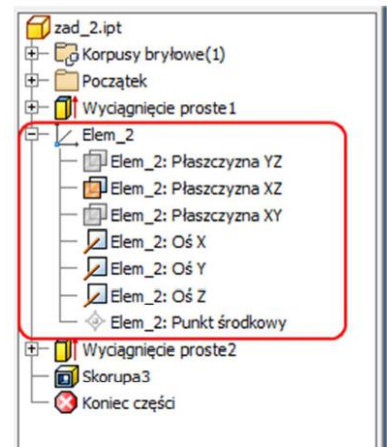 zad_2.ipt
Korpusy bryłowe(1)
Początek
Wyciągnięcie proste1
Elem_2
Elem_2: Płaszczyzna YZ
Elem_2: Płaszczyzna XZ
Elem_2: Płaszczyzna XY
Elem_2: Oś X
Elem_2: Oś Y
Elem_2: Oś Z
Elem_2: Punkt środkowy
Wyciągnięcie proste2
Skorupa3
Koniec części